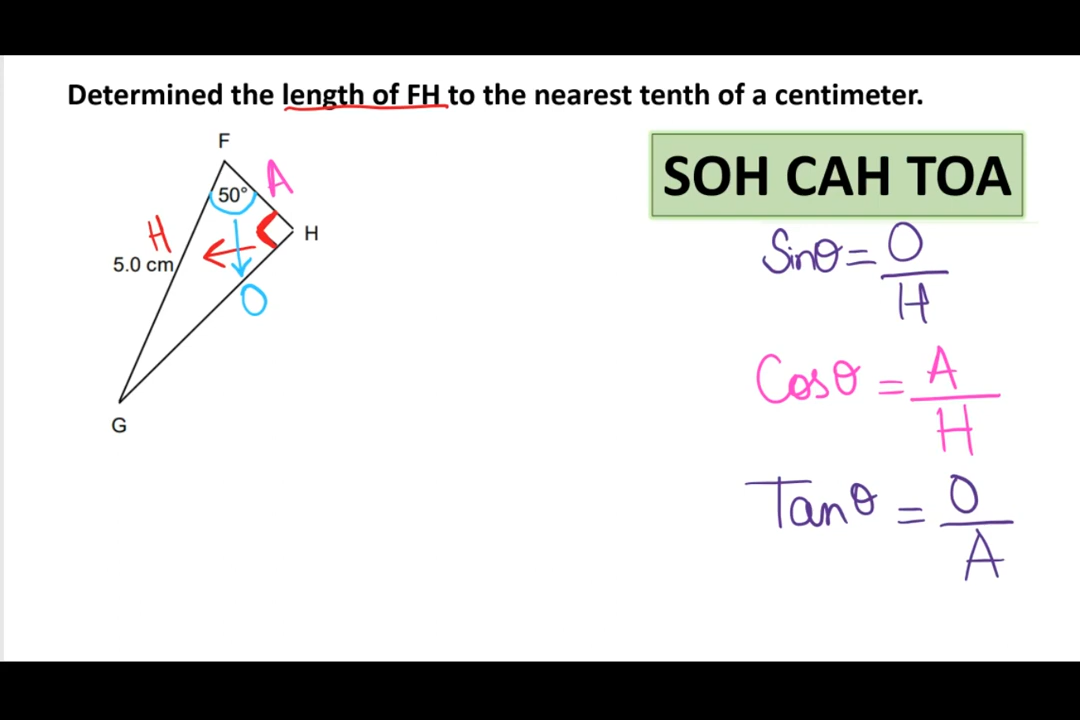 Determined the length of FH to the nearest tenth of a centimeter.
F
50°
A
H
H
5.0 cm
O
G
SOH CAH TOA
Sinθ = O/H
Cosθ = A/H
Tanθ = O/A